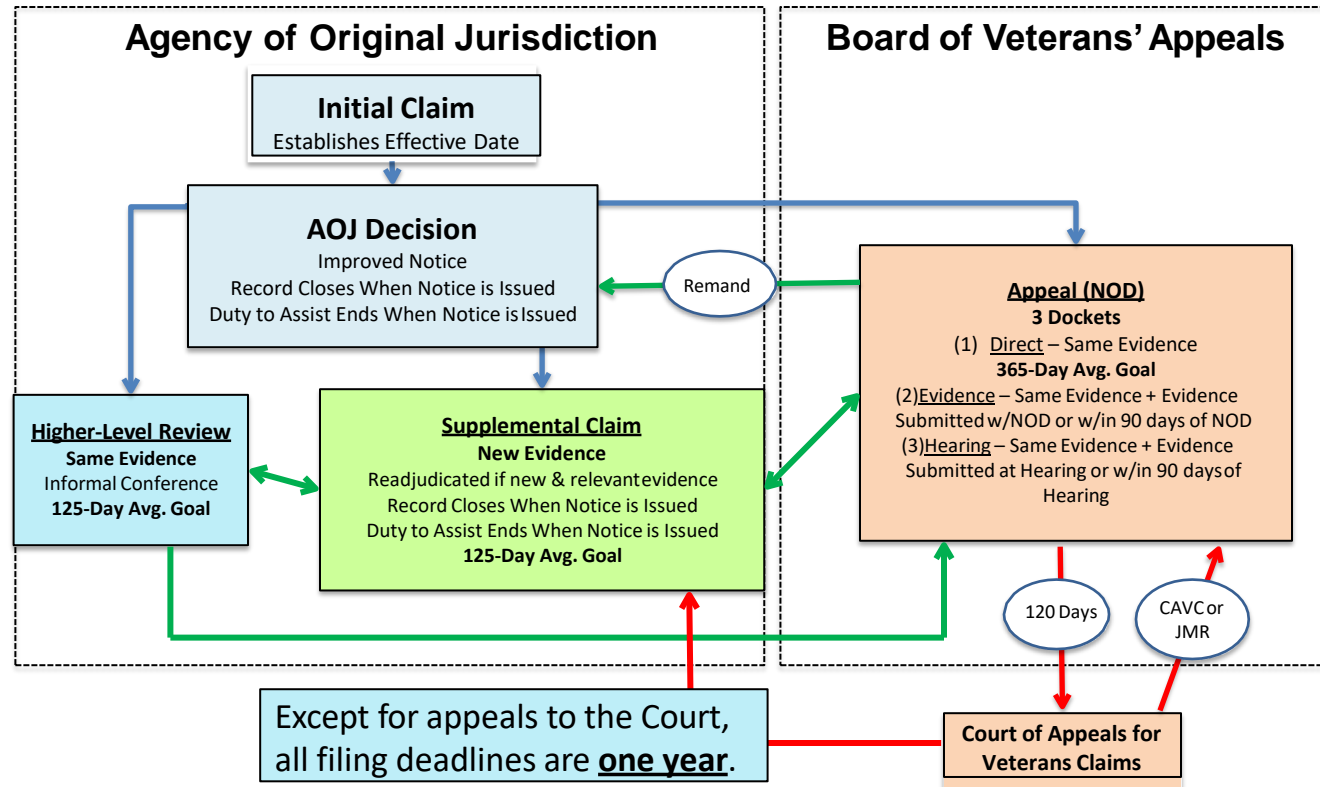 Agency of Original Jurisdiction
Board of Veterans' Appeals
Initial Claim
Establishes Effective Date
AOJ Decision
Improved Notice
Record Closes When Notice is Issued
Duty to Assist Ends When Notice is Issued
Remand
Appeal (NOD)
3 Dockets
(1) Direct – Same Evidence
365-Day Avg. Goal
(2)Evidence – Same Evidence + Evidence
Submitted w/NOD or w/in 90 days of NOD
(3)Hearing – Same Evidence + Evidence
Submitted at Hearing or w/in 90 days of
Hearing
Higher-Level Review
Same Evidence
Informal Conference
125-Day Avg. Goal
Supplemental Claim
New Evidence
Readjudicated if new & relevant evidence
Record Closes When Notice is Issued
Duty to Assist Ends When Notice is Issued
125-Day Avg. Goal
120 Days
CAVC or
JMR
Except for appeals to the Court,
all filing deadlines are one year.
Court of Appeals for
Veterans Claims